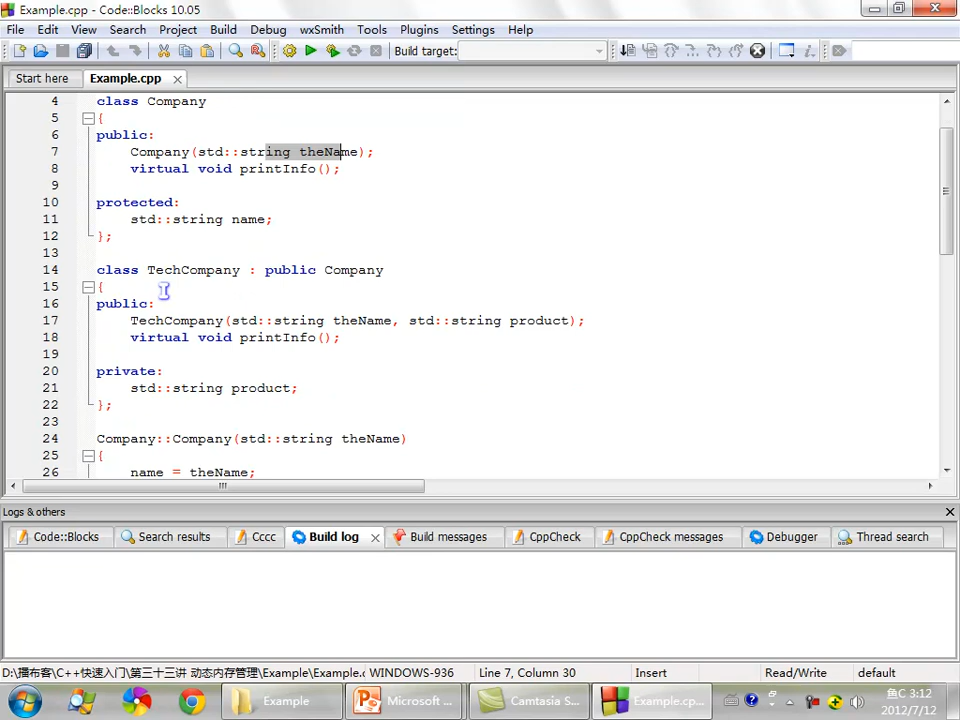 Example.cpp - Code::Blocks 10.05
File Edit View Search Project Build Debug wxSmith Tools Plugins Settings Help
Build target:
Start here Example.cpp
4 class Company
5 {
6 public:
7 Company(std::string theName);
8 virtual void printInfo();
9
10 protected:
11 std::string name;
12 };
13
14 class TechCompany : public Company
15 {
16 public:
17 TechCompany(std::string theName, std::string product);
18 virtual void printInfo();
19
20 private:
21 std::string product;
22 };
23
24 Company::Company(std::string theName)
25 {
26 name = theName;
Logs & others
Code::Blocks Search results Cccc Build log Build messages CppCheck CppCheck messages Debugger Thread search
D:\播布客\C++快速入门\第三十三讲 动态内存管理\Example\Example.c WINDOWS-936 Line 7, Column 30 Insert Read/Write default
Example Microsoft ... Camtasia S... Example.cp... 鱼C 3:12
2012/7/12